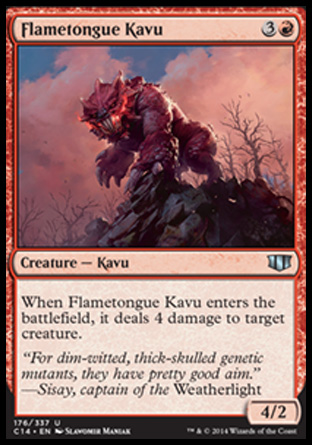 Flametongue Kavu 3
Creature — Kavu
When Flametongue Kavu enters the
battlefield, it deals 4 damage to target
creature.
“For dim-witted, thick-skulled genetic
mutants, they have pretty good aim.”
—Sisay, captain of the Weatherlight
4/2
176/337 U
C14 • EN Slawomir Maniak
™ & © 2014 Wizards of the Coast